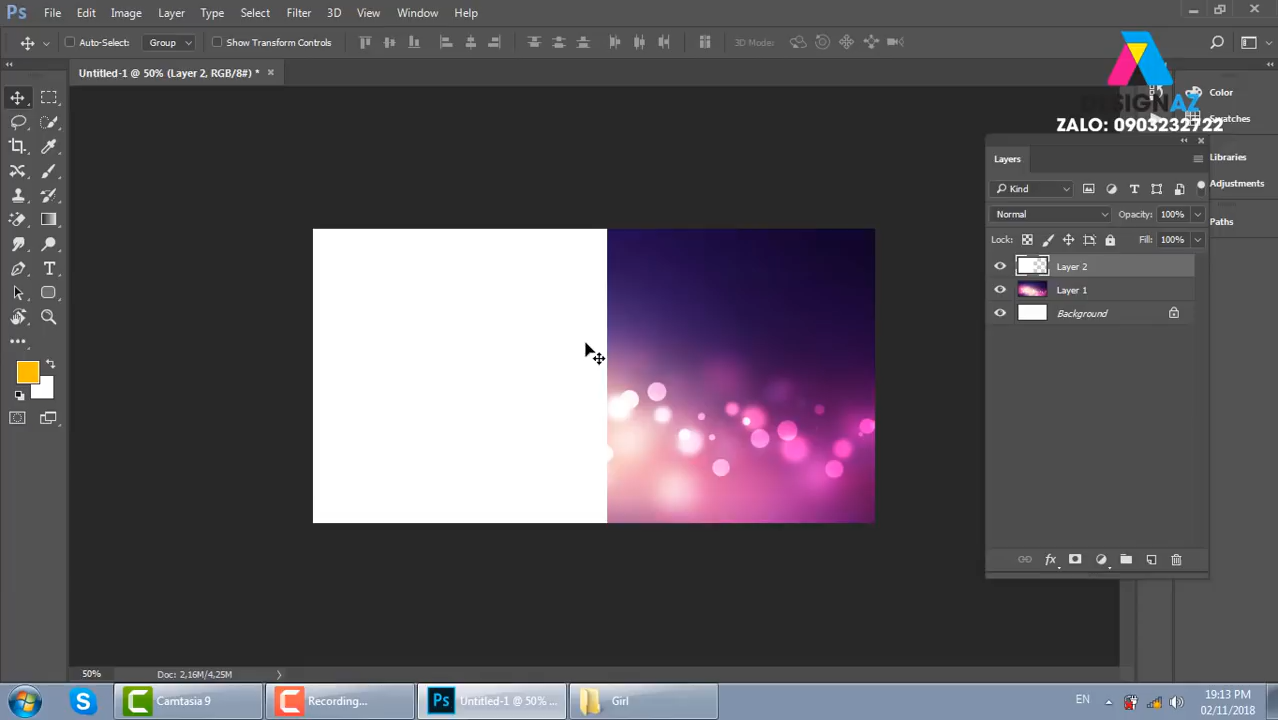 Ps File Edit Image Layer Type Select Filter 3D View Window Help
Auto-Select: Group Show Transform Controls 3D Mode:
Untitled-1 @ 50% (Layer 2, RGB/8#) *
DESIGNAZ
ZALO: 0903232722
Color
Swatches
Libraries
Adjustments
Paths
Layers
Kind
Normal Opacity: 100%
Lock: Fill: 100%
Layer 2
Layer 1
Background
fx
50% Doc: 2,16M/4,25M
Camtasia 9 Recording... Ps Untitled-1 @ 50% ... Girl EN 19:13 PM
02/11/2018